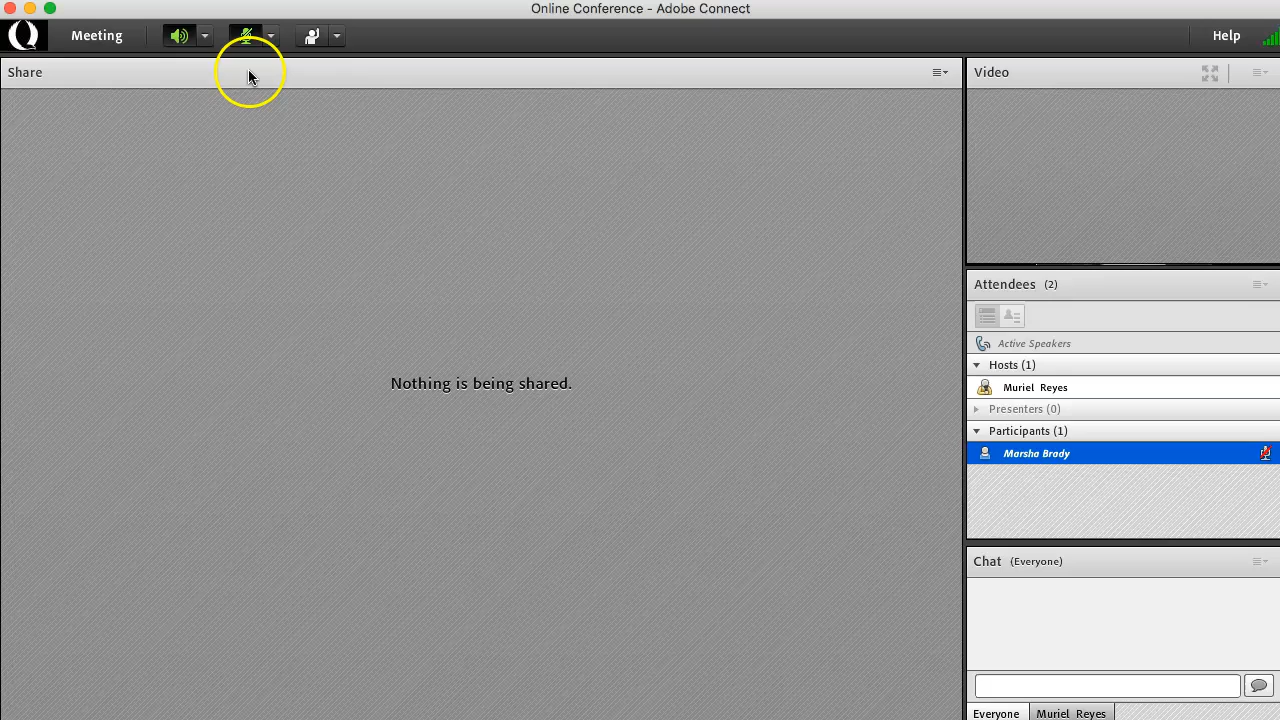 Online Conference - Adobe Connect
Meeting
Help
Share
Video
Nothing is being shared.
Attendees (2)
Active Speakers
Hosts (1)
Muriel Reyes
Presenters (0)
Participants (1)
Marsha Brady
Chat (Everyone)
Everyone
Muriel Reyes